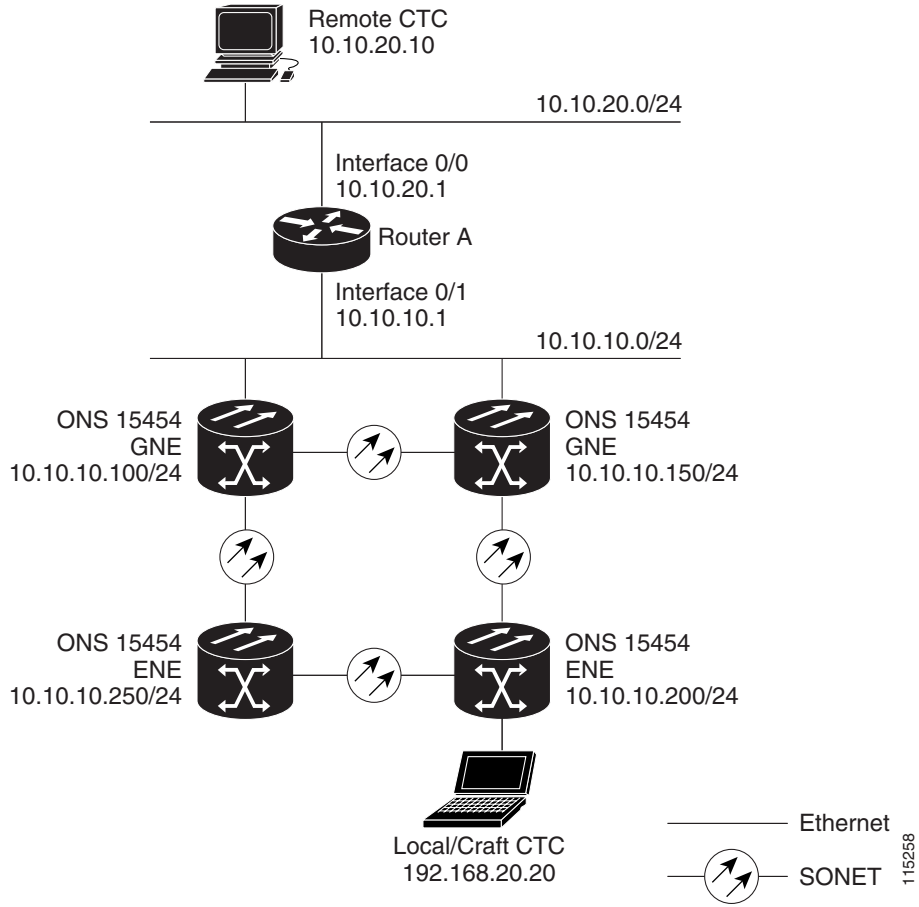 Remote CTC
10.10.20.10
10.10.20.0/24
Interface 0/0
10.10.20.1
Router A
Interface 0/1
10.10.10.1
10.10.10.0/24
ONS 15454
GNE
10.10.10.100/24
ONS 15454
GNE
10.10.10.150/24
ONS 15454
ENE
10.10.10.250/24
ONS 15454
ENE
10.10.10.200/24
Local/Craft CTC
192.168.20.20
Ethernet
SONET
115258